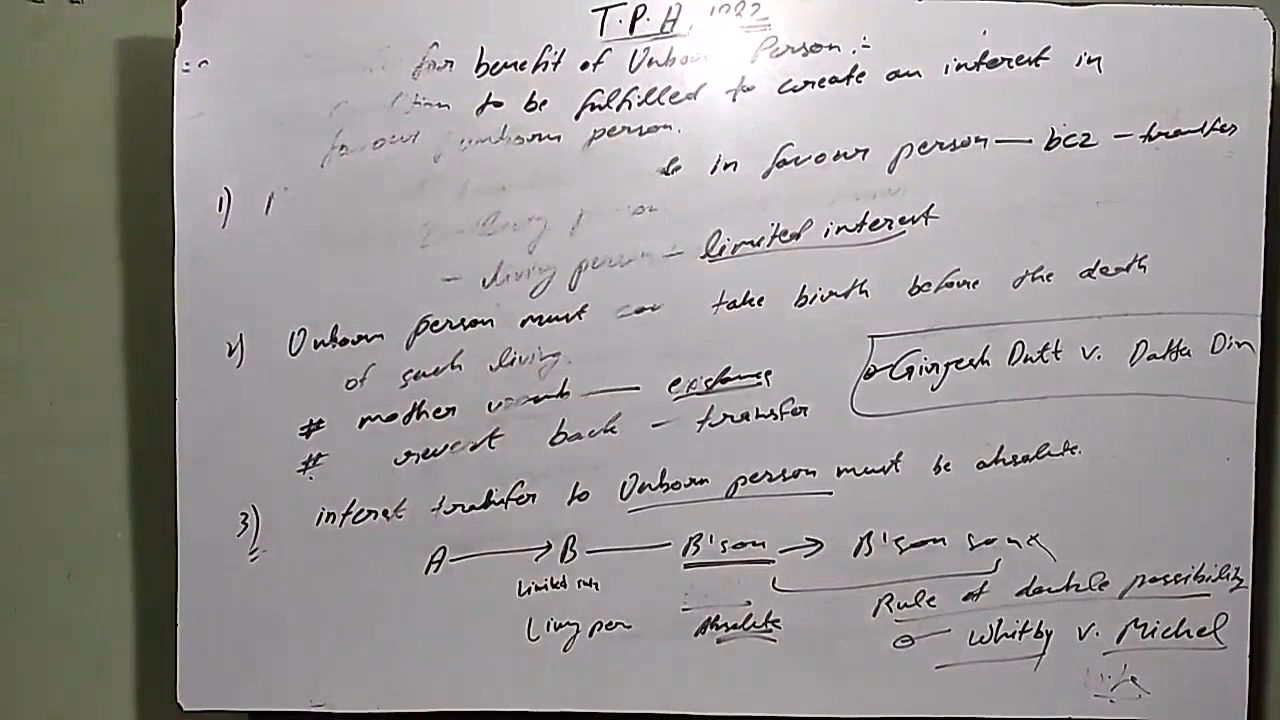 T.P.A, 1882
for benefit of Unborn Person :-
to be fulfilled to create an interest in
favour unborn person.
1) in favour person — bcz - transfer
- living person - limited interest
2) Unborn person must take birth before the death
of such living.
# mother womb — existance
# revert back - transfer
Girjesh Dutt v. Datta Din
3) interest transfer to Unborn person must be absolute.
A → B — B'son → B'son son x
Limited
Living per
Absolute
Rule of double possibility
Whitby v. Michel
life